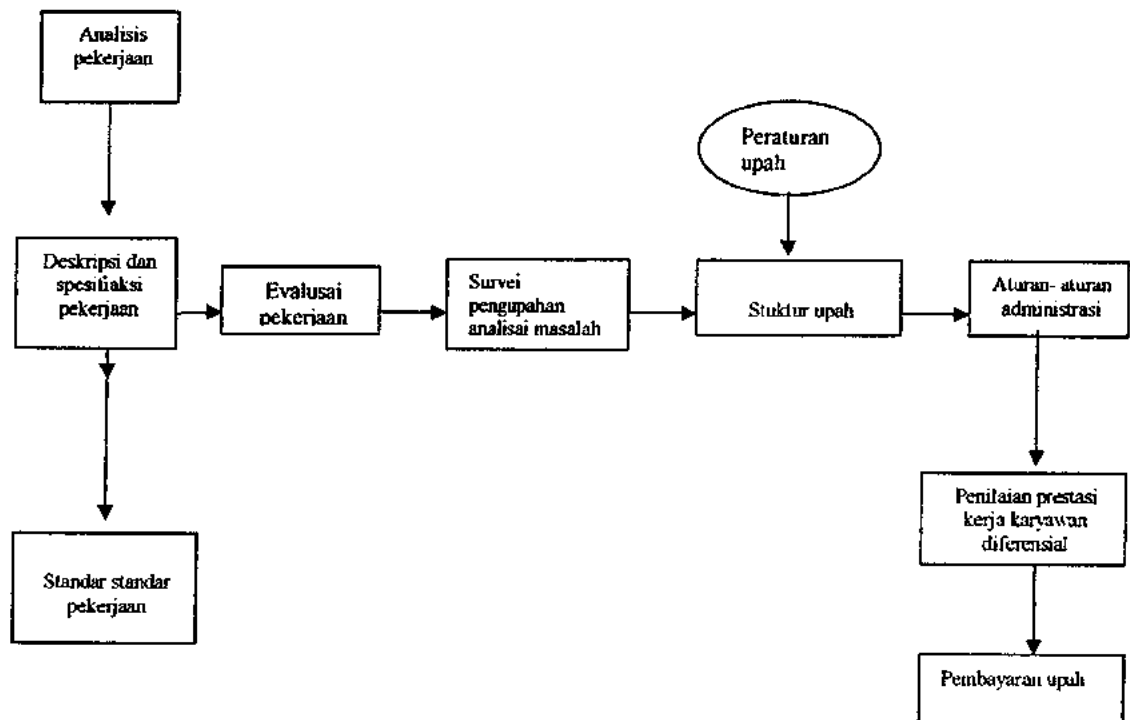 Analisis
pekerjaan
Peraturan
upah
Deskripsi dan
spesifiaksi
pekerjaan
Evalusai
pekerjaan
Survei
pengupahan
analisai masalah
Stuktur upah
Aturan- aturan
administrasi
Penilaian prestasi
kerja karyawan
diferensial
Standar standar
pekerjaan
Pembayaran upah